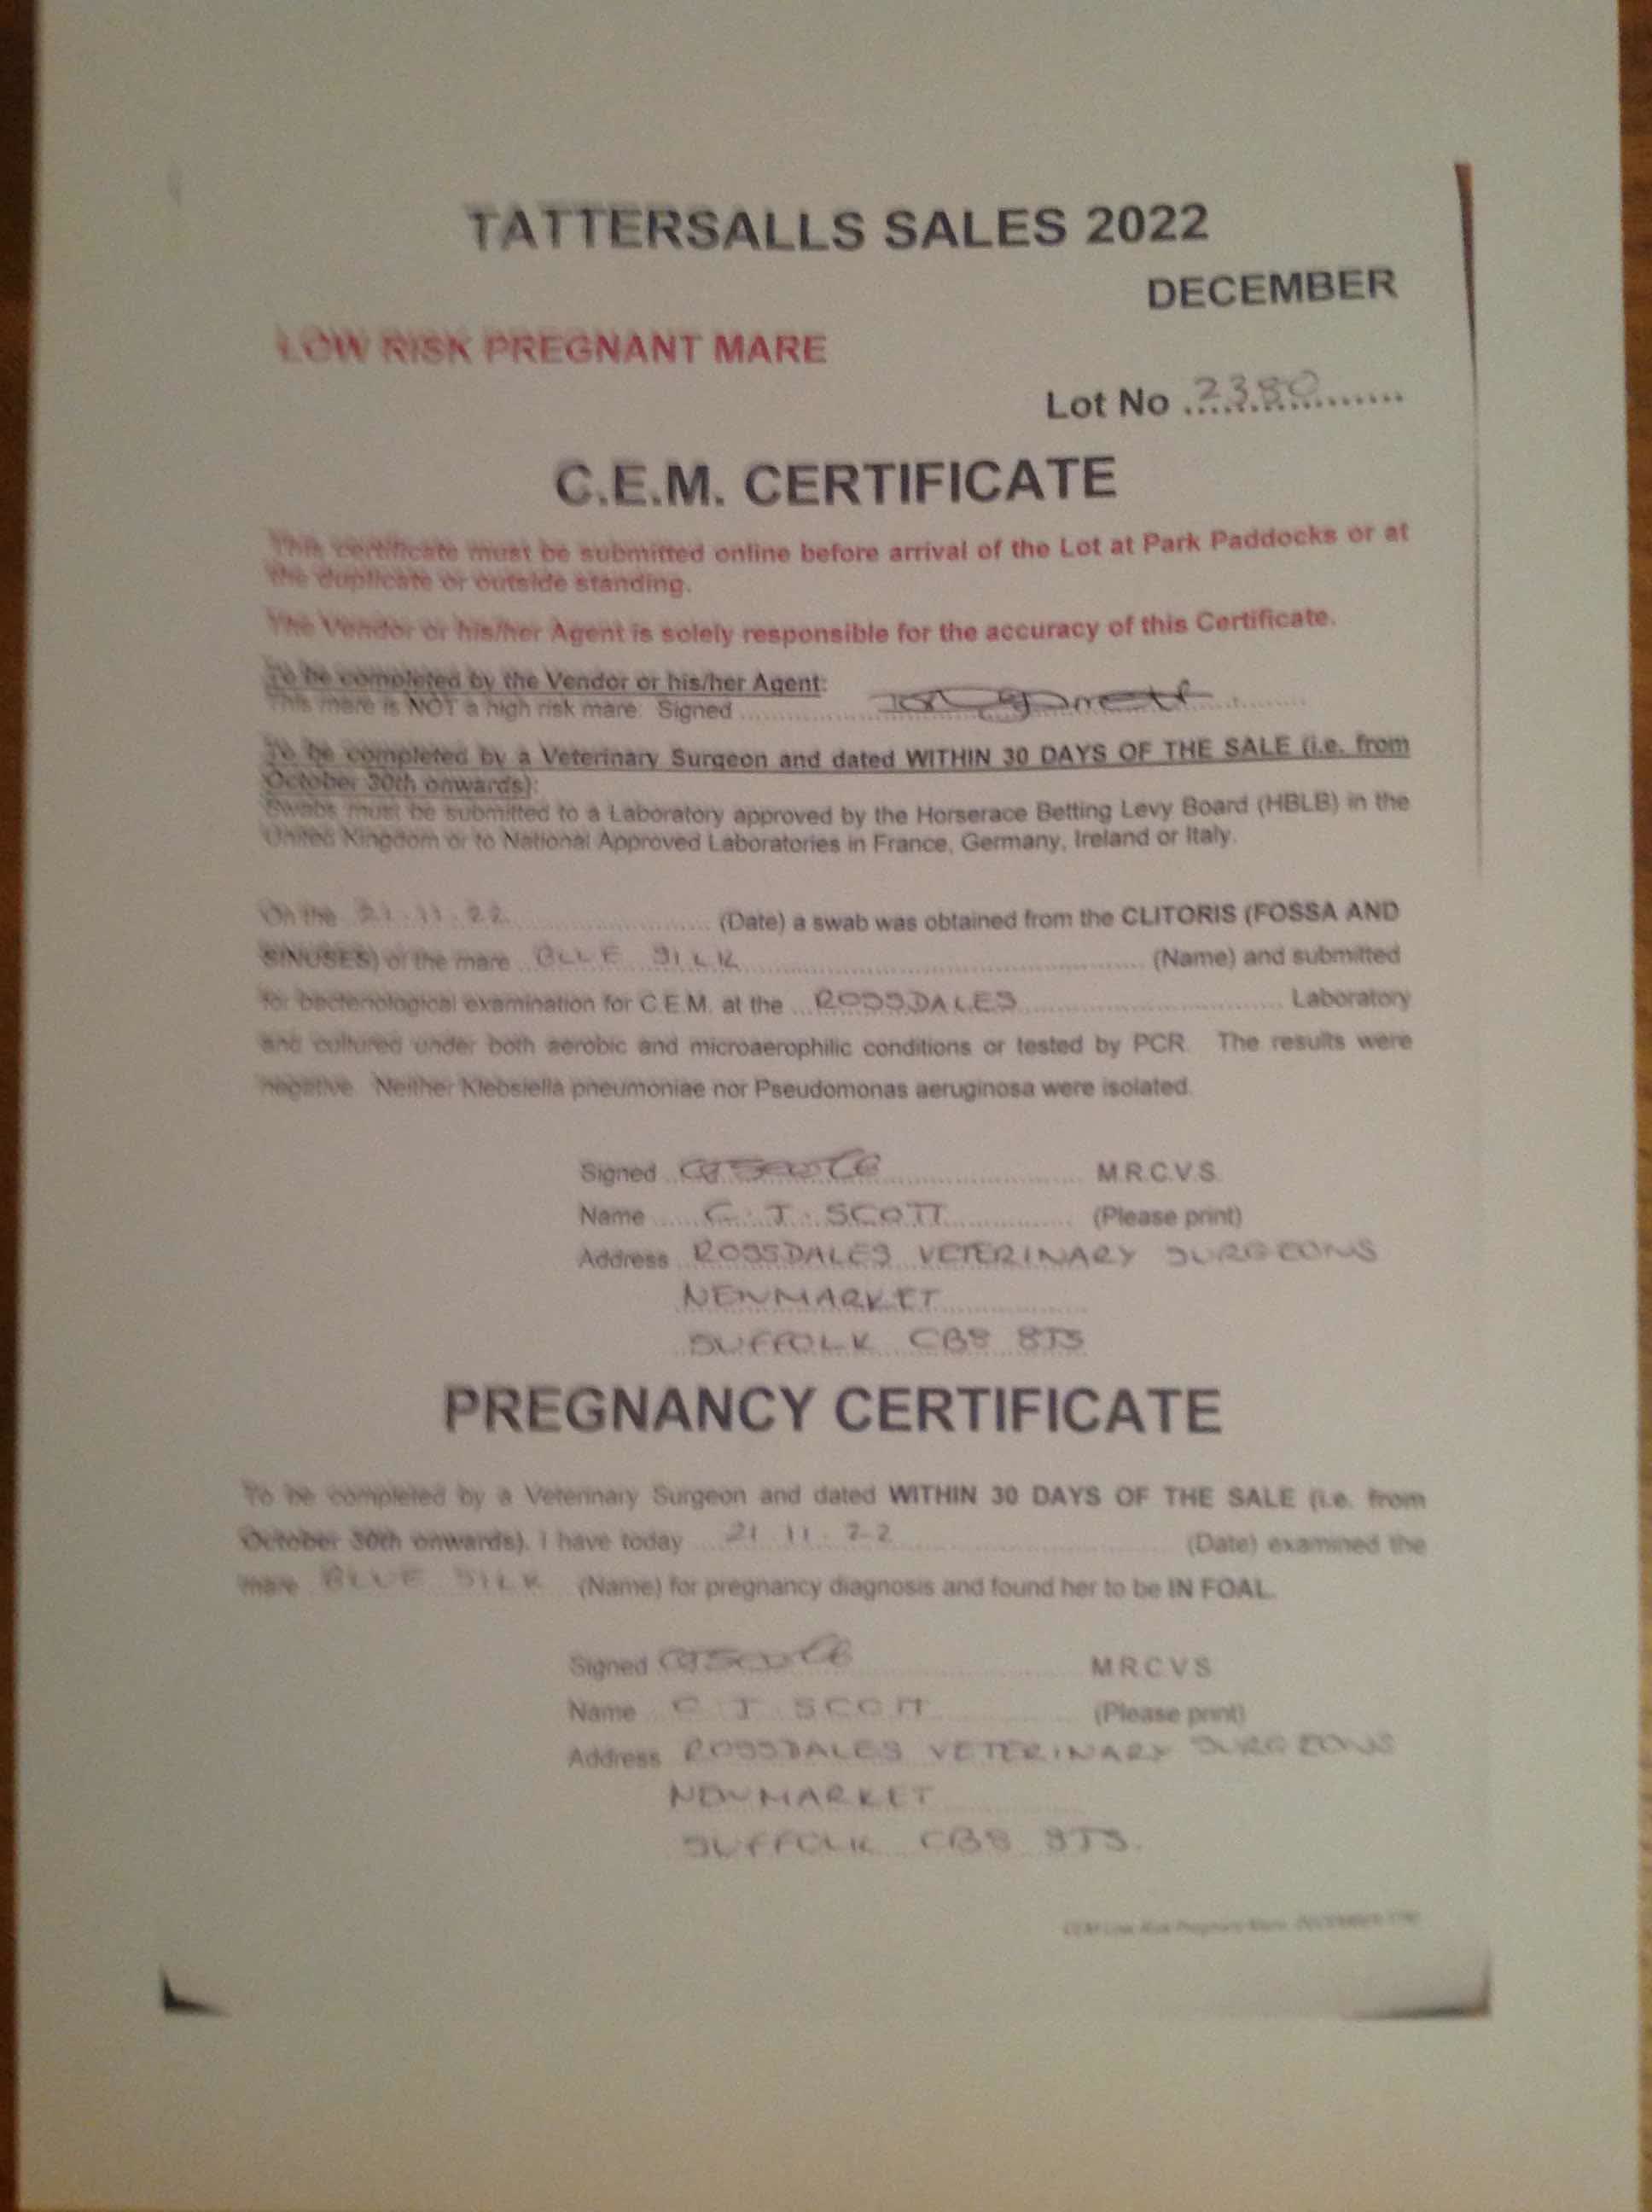 TATTERSALLS SALES 2022
DECEMBER
LOW RISK PREGNANT MARE
Lot No 2380
C.E.M. CERTIFICATE
This certificate must be submitted online before arrival of the Lot at Park Paddocks or at
the duplicate or outside standing.
The Vendor or his/her Agent is solely responsible for the accuracy of this Certificate.
To be completed by the Vendor or his/her Agent:
This mare is NOT a high risk mare. Signed
To be completed by a Veterinary Surgeon and dated WITHIN 30 DAYS OF THE SALE (i.e. from
October 30th onwards):
Swabs must be submitted to a Laboratory approved by the Horserace Betting Levy Board (HBLB) in the
United Kingdom or to National Approved Laboratories in France, Germany, Ireland or Italy.
On the 21.11.22 (Date) a swab was obtained from the CLITORIS (FOSSA AND
SINUSES) of the mare BLUE SILK (Name) and submitted
for bacteriological examination for C.E.M. at the ROSSDALES Laboratory
and cultured under both aerobic and microaerophilic conditions or tested by PCR. The results were
negative. Neither Klebsiella pneumoniae nor Pseudomonas aeruginosa were isolated.
Signed M.R.C.V.S.
Name C. J. SCOTT (Please print)
Address ROSSDALES VETERINARY SURGEONS
NEWMARKET
SUFFOLK CB8 8JS
PREGNANCY CERTIFICATE
To be completed by a Veterinary Surgeon and dated WITHIN 30 DAYS OF THE SALE (i.e. from
October 30th onwards). I have today 21 11. 22 (Date) examined the
mare BLUE SILK (Name) for pregnancy diagnosis and found her to be IN FOAL.
Signed M R C V S
Name C J SCOTT (Please print)
Address ROSSDALES VETERINARY SURGEONS
NEWMARKET
SUFFOLK CB8 8JS.
CEM Low Risk Pregnant Mare, DECEMBER